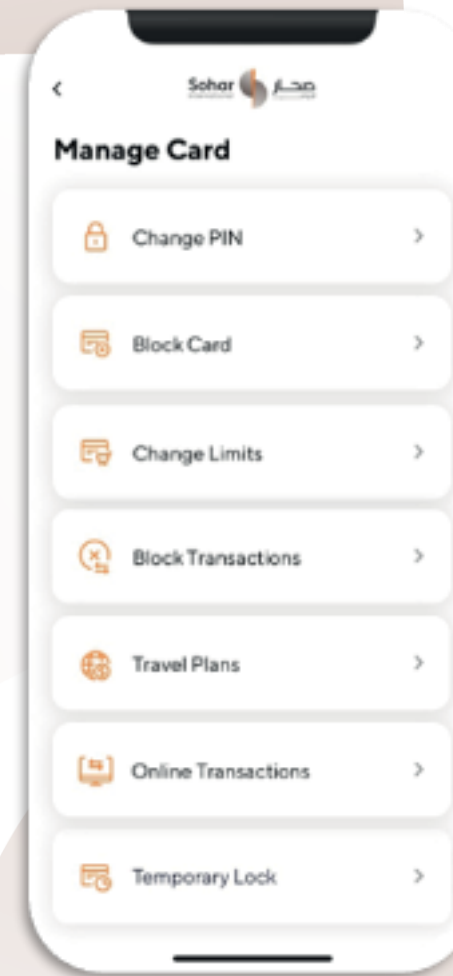 Sohar صحار
Manage Card
Change PIN
Block Card
Change Limits
Block Transactions
Travel Plans
Online Transactions
Temporary Lock